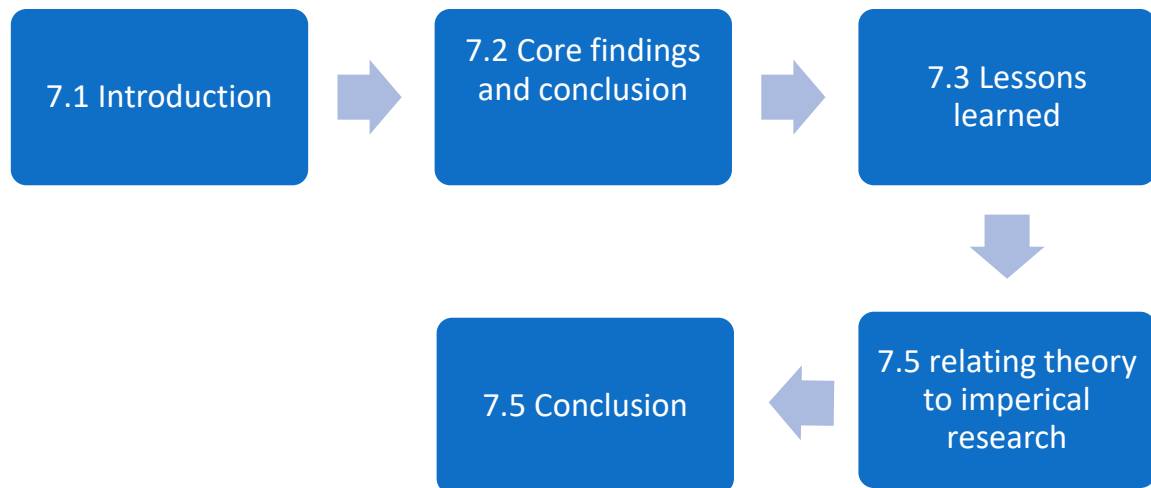 7.1 Introduction
7.2 Core findings
and conclusion
7.3 Lessons
learned
7.5 relating theory
to imperical
research
7.5 Conclusion